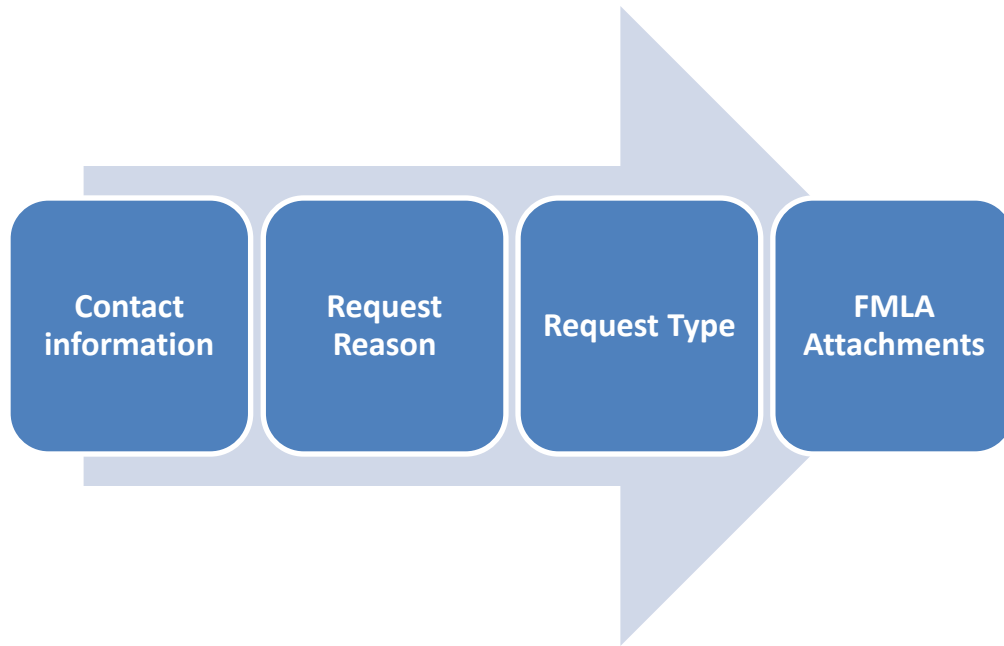 Contact
information
Request
Reason
Request Type
FMLA
Attachments